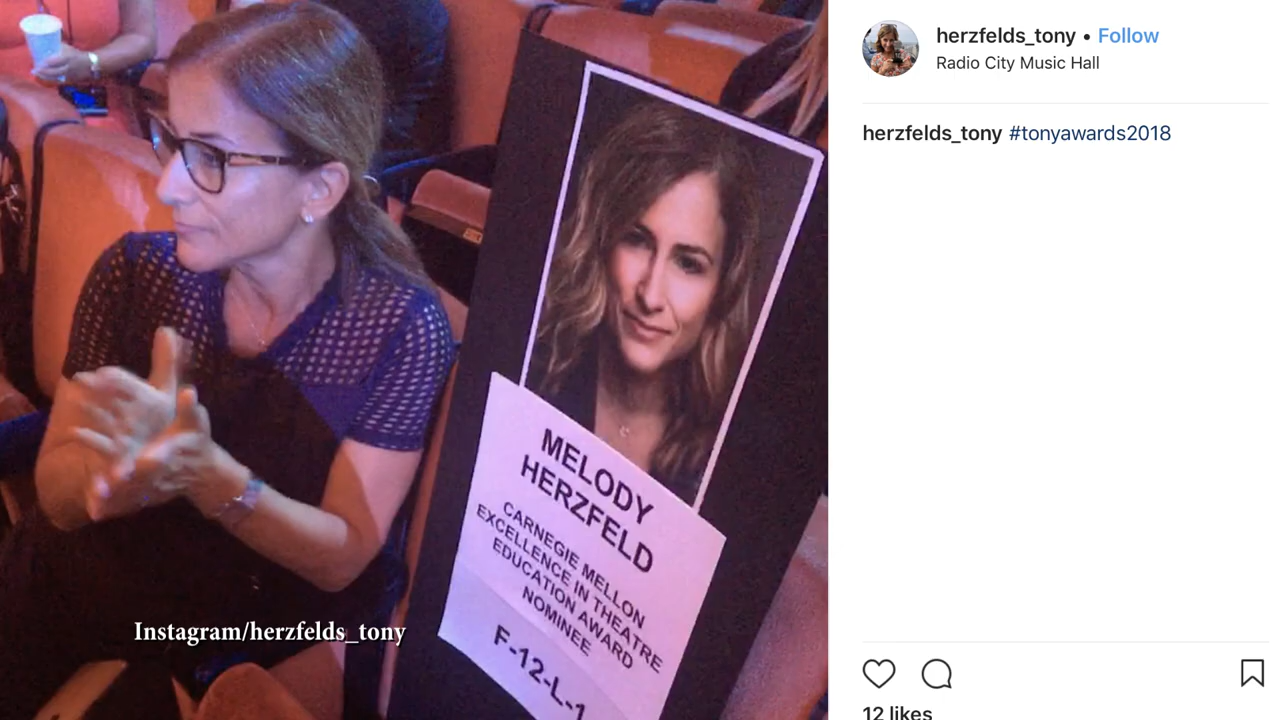 herzfelds_tony • Follow
Radio City Music Hall
herzfelds_tony #tonyawards2018
MELODY
HERZFELD
CARNEGIE MELLON
EXCELLENCE IN THEATRE
EDUCATION AWARD
NOMINEE
F-12-L-1
Instagram/herzfelds_tony
12 likes